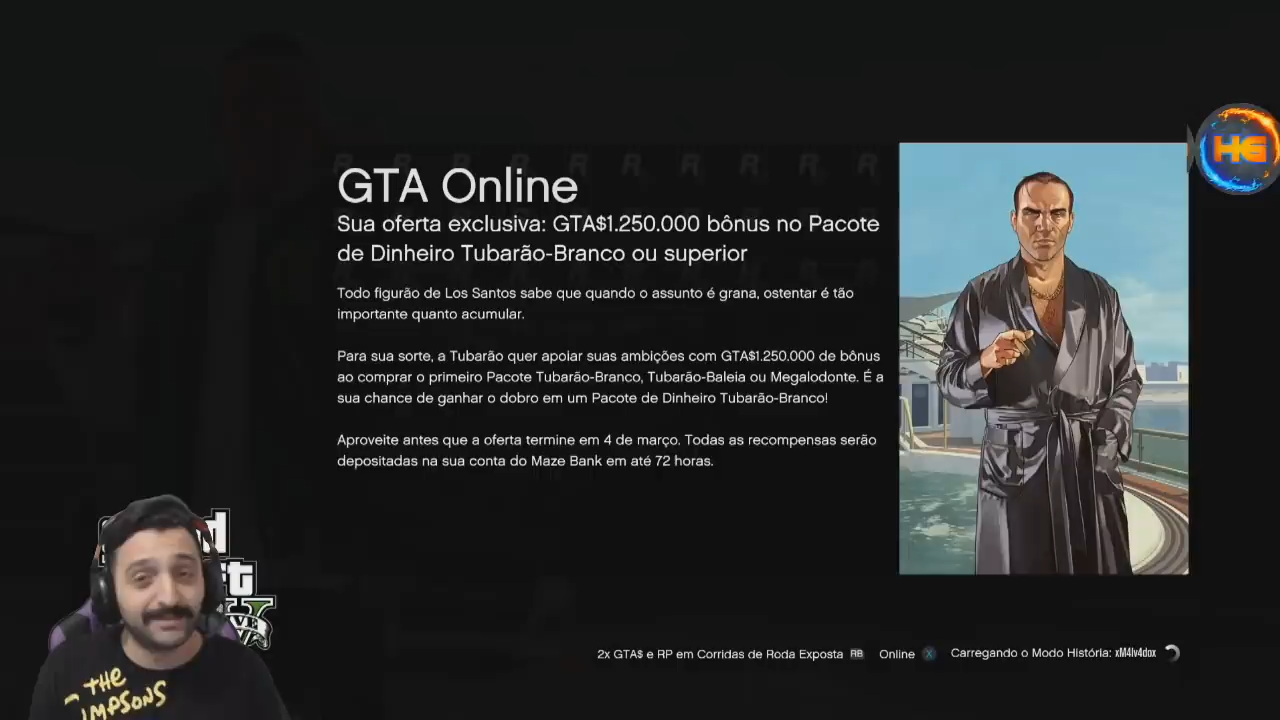 GTA Online
Sua oferta exclusiva: GTA$1.250.000 bônus no Pacote
de Dinheiro Tubarão-Branco ou superior
Todo figurão de Los Santos sabe que quando o assunto é grana, ostentar é tão
importante quanto acumular.
Para sua sorte, a Tubarão quer apoiar suas ambições com GTA$1.250.000 de bônus
ao comprar o primeiro Pacote Tubarão-Branco, Tubarão-Baleia ou Megalodonte. É a
sua chance de ganhar o dobro em um Pacote de Dinheiro Tubarão-Branco!
Aproveite antes que a oferta termine em 4 de março. Todas as recompensas serão
depositadas na sua conta do Maze Bank em até 72 horas.
HG
THE
2x GTA$ e RP em Corridas de Roda Exposta RB Online X Carregando o Modo História: xM4lv4dox